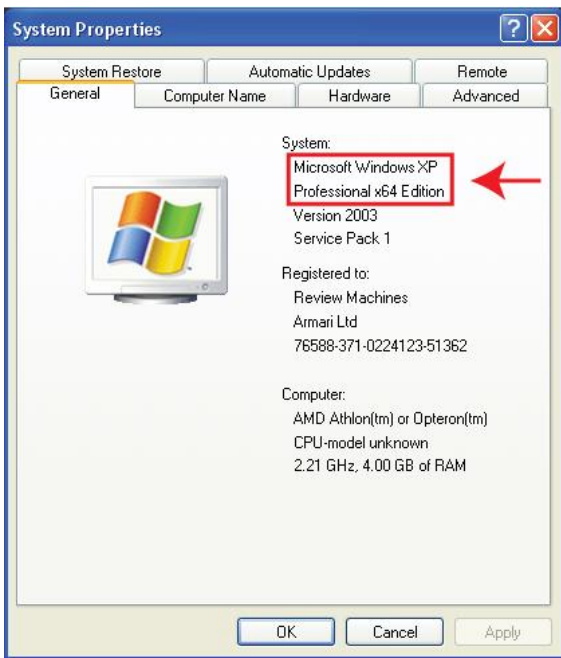 System Properties
System Restore Automatic Updates Remote
General Computer Name Hardware Advanced
System:
Microsoft Windows XP
Professional x64 Edition
Version 2003
Service Pack 1
Registered to:
Review Machines
Armari Ltd
76588-371-0224123-51362
Computer:
AMD Athlon(tm) or Opteron(tm)
CPU-model unknown
2.21 GHz, 4.00 GB of RAM
OK Cancel Apply